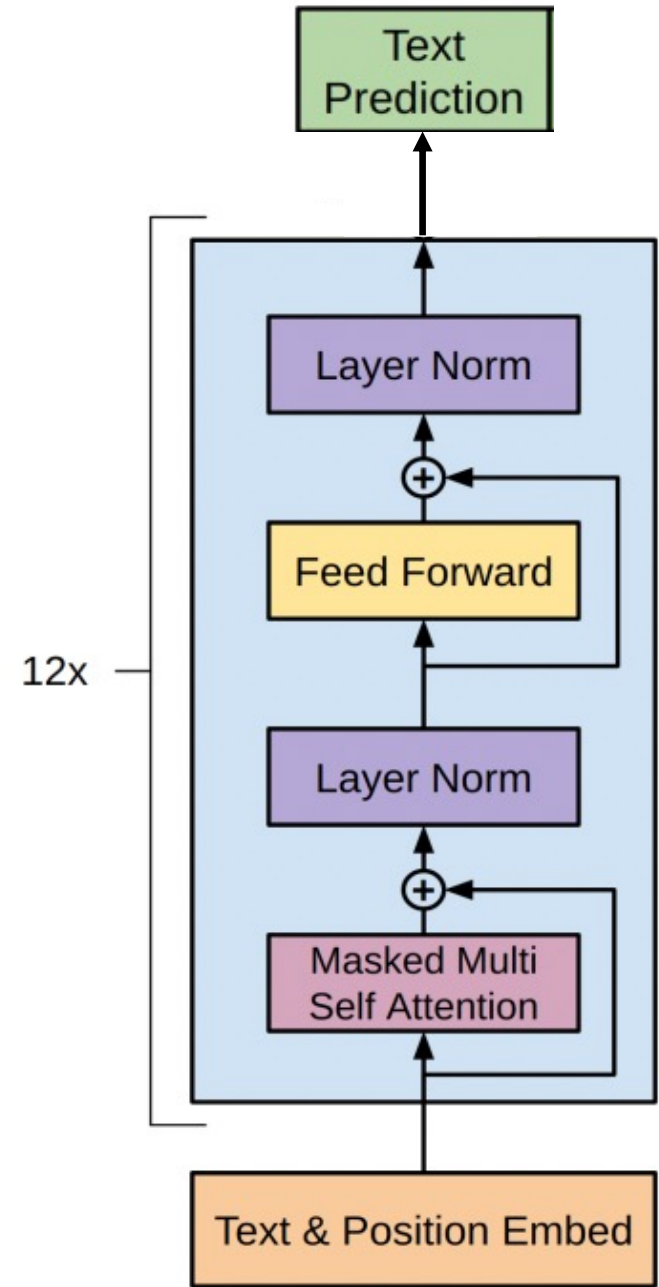 Text
Prediction
Layer Norm
+
Feed Forward
12x
Layer Norm
+
Masked Multi
Self Attention
Text & Position Embed